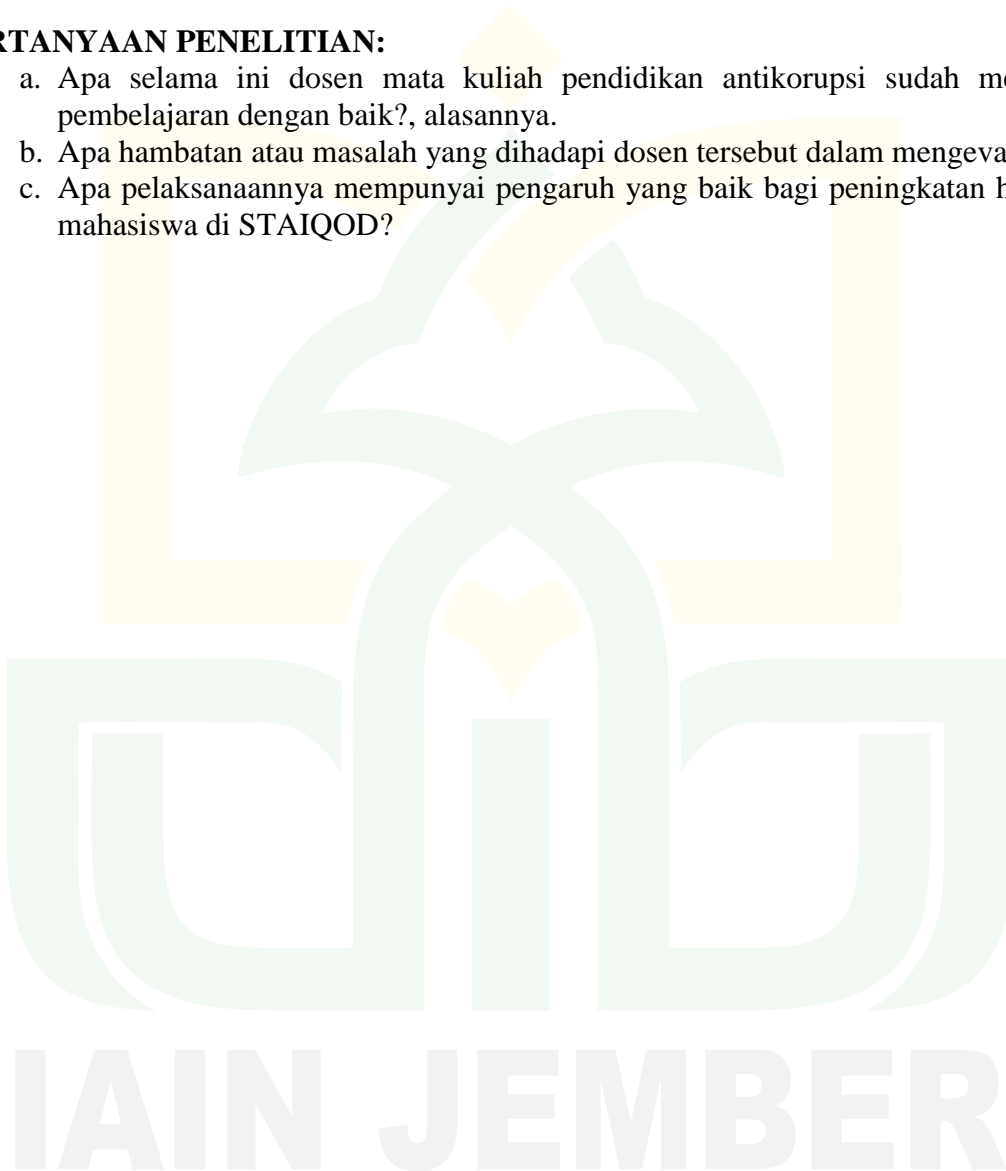 RTANYAAN PENELITIAN:
a. Apa selama ini dosen mata kuliah pendidikan antikorupsi sudah
pembelajaran dengan baik?, alasannya.
b. Apa hambatan atau masalah yang dihadapi dosen tersebut dalam mengeva
c. Apa pelaksanaannya mempunyai pengaruh yang baik bagi peningkatan
mahasiswa di STAIQOD?
IAIN JEMBER